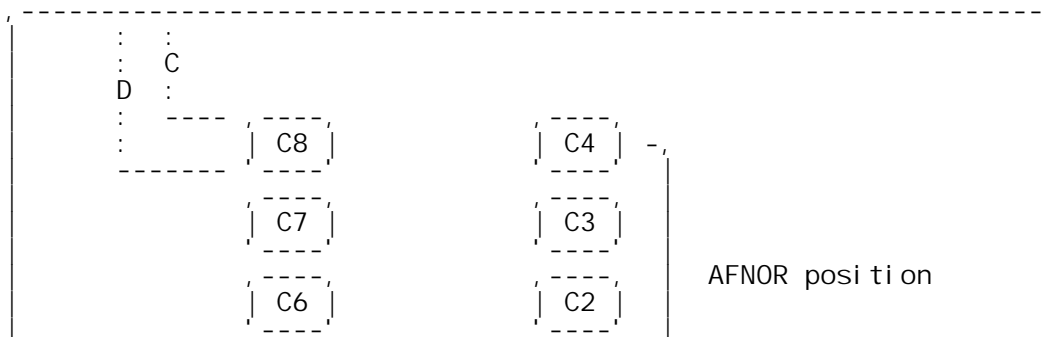 C
D
C8 C4
C7 C3
AFNOR position
C6 C2